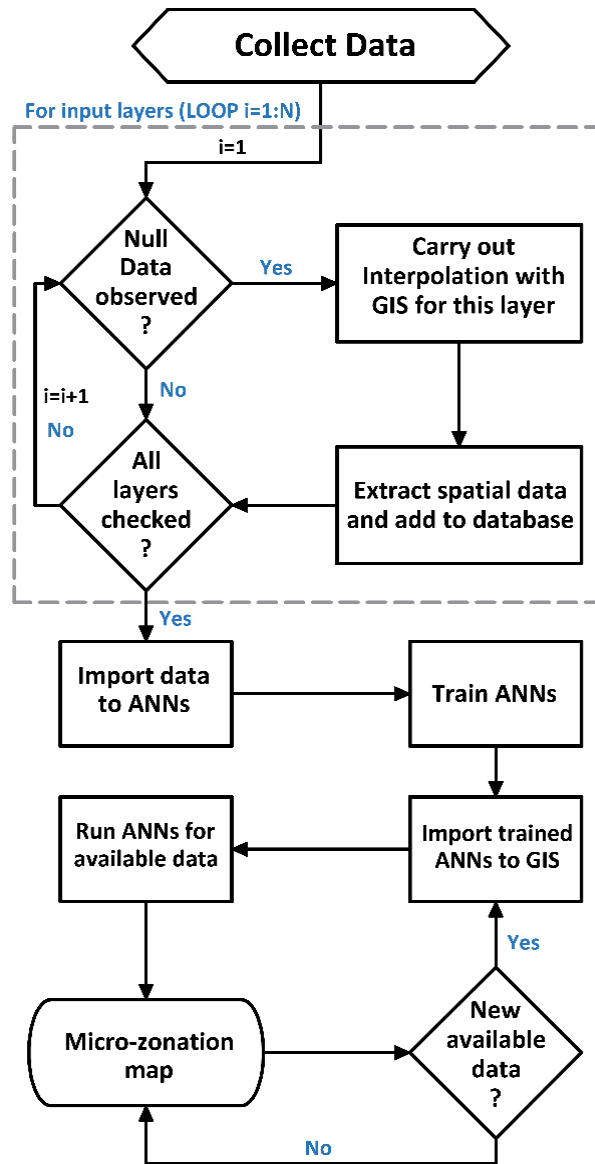 Collect Data
For input layers (LOOP i=1:N)
i=1
Null
Data
observed
?
Yes
Carry out
Interpolation with
GIS for this layer
No
i=i+1
No
All
layers
checked
?
Extract spatial data
and add to database
Yes
Import data
to ANNs
Train ANNs
Run ANNs for
available data
Import trained
ANNs to GIS
Yes
Micro-zonation
map
New
available
data
?
No